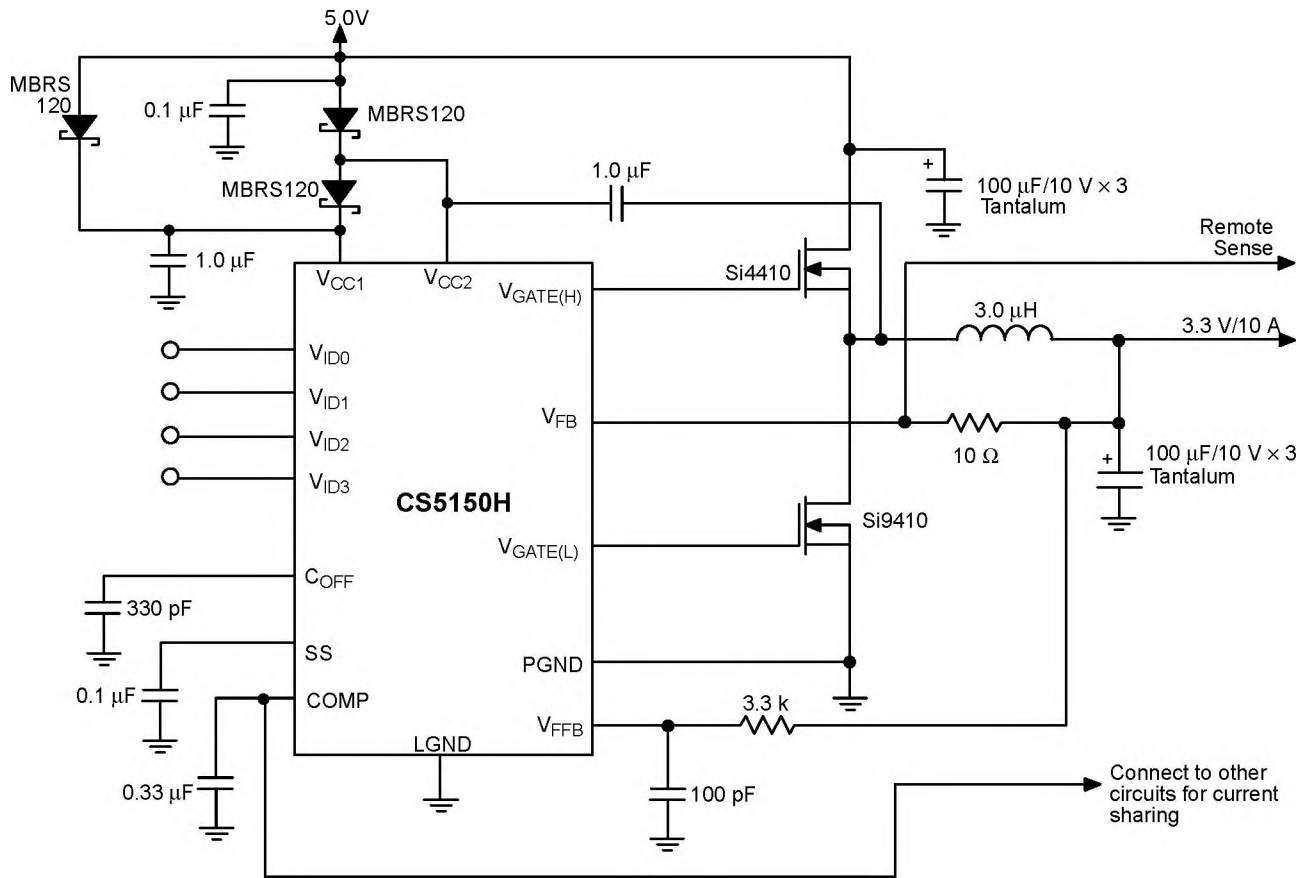 5.0V
MBRS
120
0.1 μF
MBRS120
MBRS120
1.0 μF
100 μF/10 V × 3
Tantalum
1.0 μF
Remote
Sense
VCC1
VCC2
VGATE(H)
Si4410
3.0 μH
3.3 V/10 A
VID0
VID1
VID2
VID3
VFB
10 Ω
100 μF/10 V × 3
Tantalum
CS5150H
Si9410
VGATE(L)
COFF
330 pF
SS
PGND
0.1 μF
COMP
3.3 k
VFFB
LGND
0.33 μF
100 pF
Connect to other
circuits for current
sharing